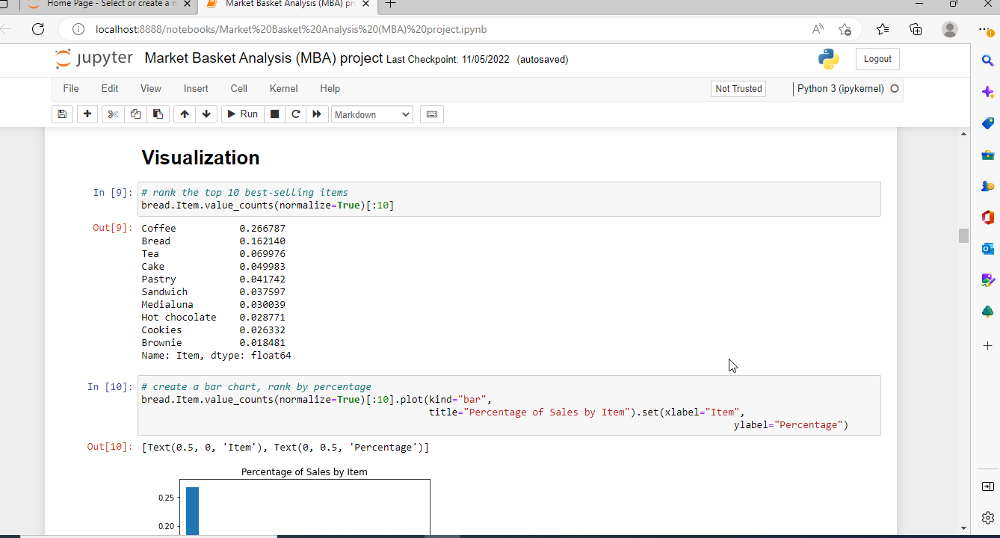 Home Page - Select or create a n
Market Basket Analysis (MBA) pr
localhost:8888/notebooks/Market%20Basket%20Analysis%20(MBA)%20project.ipynb
jupyter Market Basket Analysis (MBA) project Last Checkpoint: 11/05/2022 (autosaved)
Logout
File Edit View Insert Cell Kernel Help
Not Trusted
Python 3 (ipykernel)
Run
Markdown
Visualization
In [9]: # rank the top 10 best-selling items
bread.Item.value_counts(normalize=True)[:10]
Out[9]: Coffee 0.266787
Bread 0.162140
Tea 0.069976
Cake 0.049983
Pastry 0.041742
Sandwich 0.037597
Medialuna 0.030039
Hot chocolate 0.028771
Cookies 0.026332
Brownie 0.018481
Name: Item, dtype: float64
In [10]: # create a bar chart, rank by percentage
bread.Item.value_counts(normalize=True)[:10].plot(kind="bar",
title="Percentage of Sales by Item").set(xlabel="Item",
ylabel="Percentage")
Out[10]: [Text(0.5, 0, 'Item'), Text(0, 0.5, 'Percentage')]
Percentage of Sales by Item
0.25
0.20